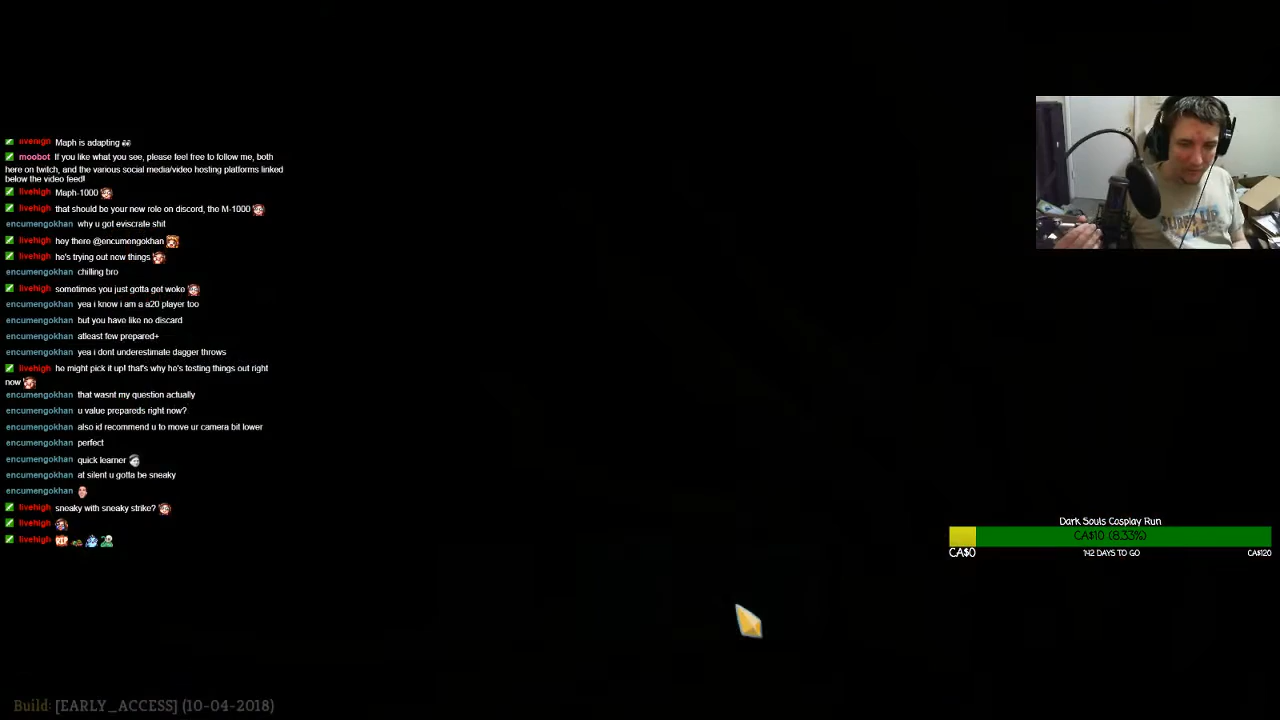 livehigh Maph is adapting
moobot If you like what you see, please feel free to follow me, both
here on twitch, and the various social media/video hosting platforms linked
below the video feed!
livehigh Maph-1000
livehigh that should be your new role on discord, the M-1000
encumengokhan why u got eviscrate shit
livehigh hey there @encumengokhan
livehigh he's trying out new things
encumengokhan chilling bro
livehigh sometimes you just gotta get woke
encumengokhan yea i know i am a a20 player too
encumengokhan but you have like no discard
encumengokhan atleast few prepared+
encumengokhan yea i dont underestimate dagger throws
livehigh he might pick it up! that's why he's testing things out right
now
encumengokhan that wasnt my question actually
encumengokhan u value prepareds right now?
encumengokhan also id recommend u to move ur camera bit lower
encumengokhan perfect
encumengokhan quick learner
encumengokhan at silent u gotta be sneaky
encumengokhan
livehigh sneaky with sneaky strike?
livehigh
livehigh RIP
Dark Souls Cosplay Run
CA$10 (8.33%)
CA$0 142 DAYS TO GO CA$120
Build: [EARLY_ACCESS] (10-04-2018)